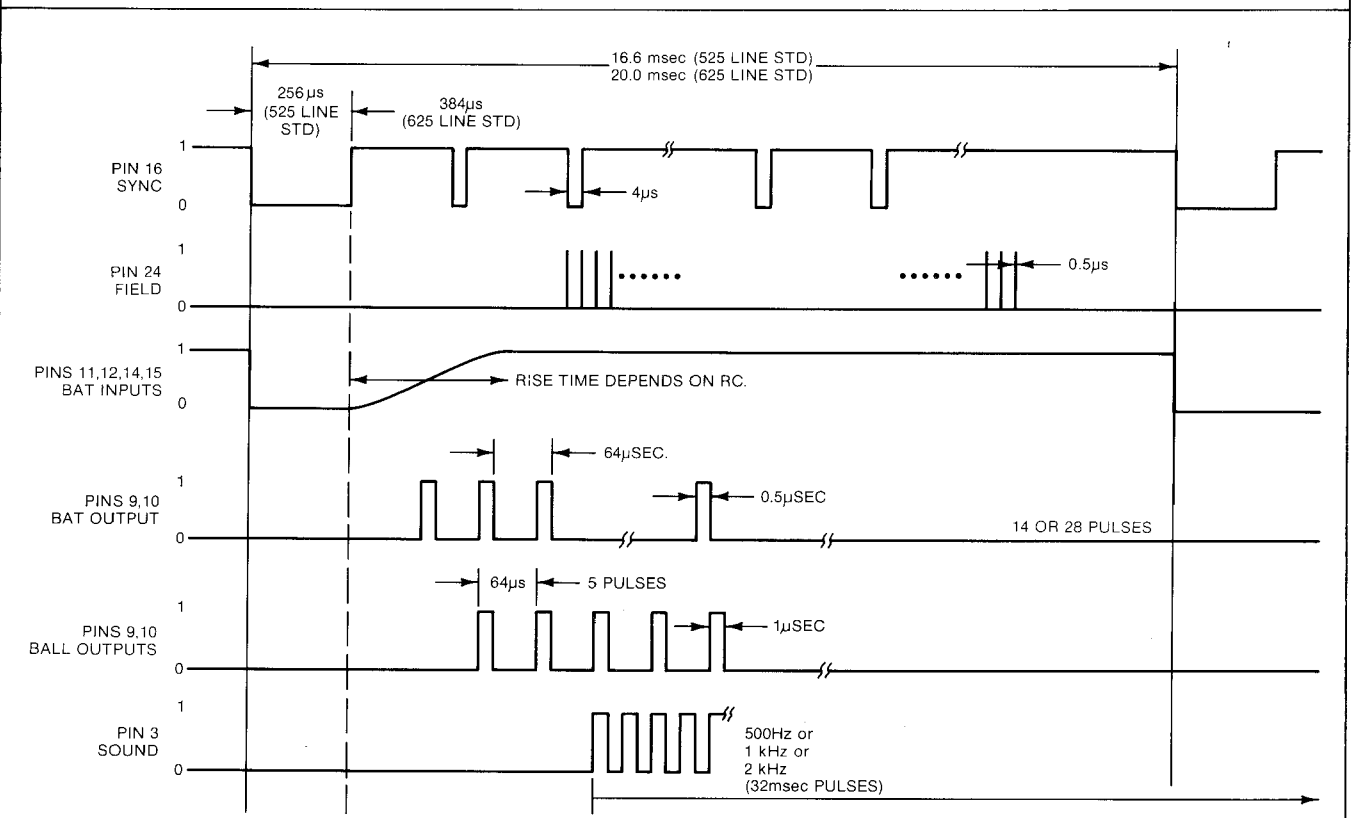 16.6 msec (525 LINE STD)
20.0 msec (625 LINE STD)
256µs
(525 LINE
STD)
384µs
(625 LINE STD)
1
PIN 16
SYNC
0
4µs
1
PIN 24
FIELD
0
0.5µs
1
PINS 11,12,14,15
BAT INPUTS
0
RISE TIME DEPENDS ON RC.
64µSEC.
1
PINS 9,10
BAT OUTPUT
0
0.5µSEC
14 OR 28 PULSES
64µs
5 PULSES
1
PINS 9,10
BALL OUTPUTS
0
1µSEC
1
PIN 3
SOUND
0
500Hz or
1 kHz or
2 kHz
(32msec PULSES)